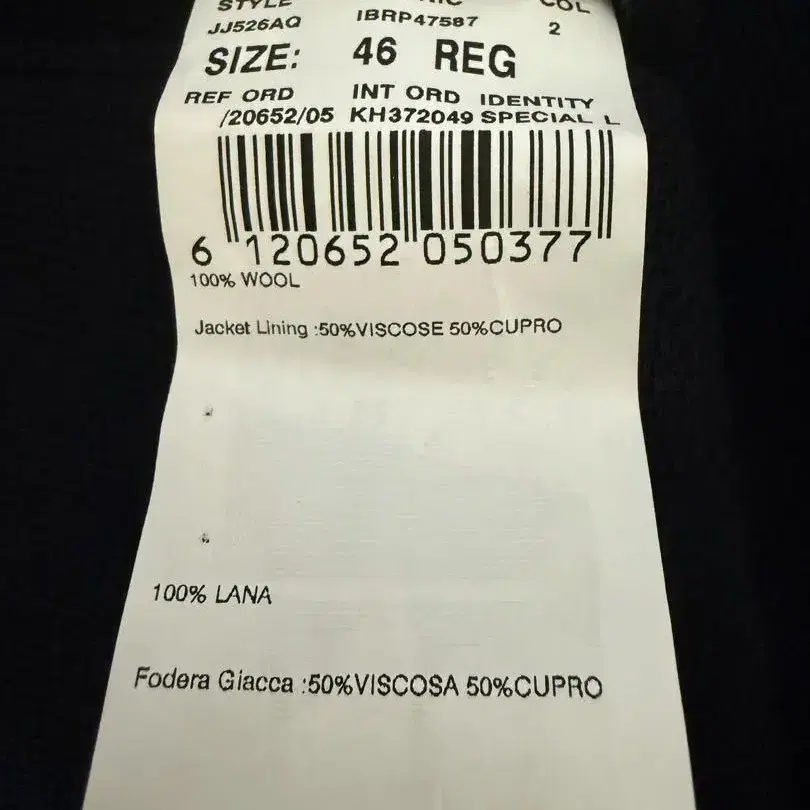 STYLE COL
JJ526AQ IBRP47587 2
SIZE: 46 REG
REF ORD INT ORD IDENTITY
/20652/05 KH372049 SPECIAL L
6 120652 050377
100% WOOL
Jacket Lining :50%VISCOSE 50%CUPRO
100% LANA
Fodera Giacca :50%VISCOSA 50%CUPRO